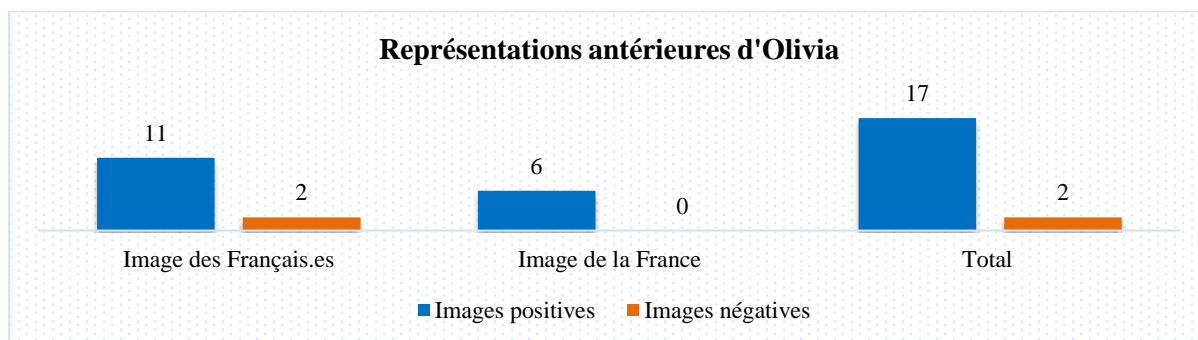 Représentations antérieures d'Olivia
17
11
6
2
0
2
Image des Français.es
Image de la France
Total
Images positives
Images négatives